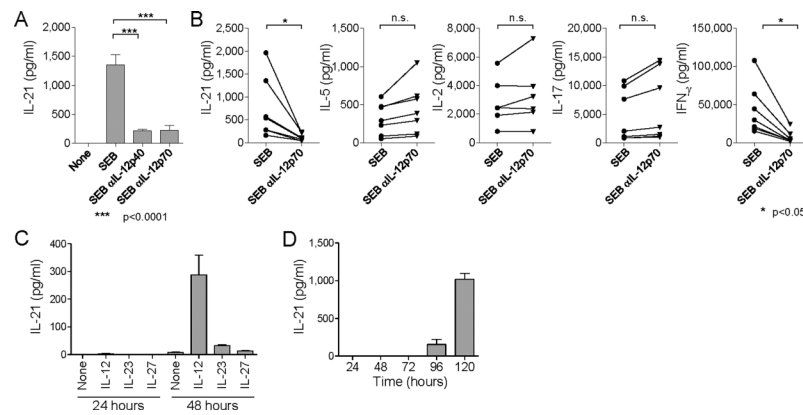 A
IL-21 (pg/ml)
1,500
1,000
500
0
***
***
None
SEB
SEB αIL-12p40
SEB αIL-12p70
*** p<0.0001
B
IL-21 (pg/ml)
2,500
2,000
1,500
1,000
500
0
*
SEB
SEB αIL-12p70
IL-5 (pg/ml)
1,500
1,000
500
0
n.s.
SEB
SEB αIL-12p70
IL-2 (pg/ml)
8,000
6,000
4,000
2,000
0
n.s.
SEB
SEB αIL-12p70
IL-17 (pg/ml)
20,000
15,000
10,000
5,000
0
n.s.
SEB
SEB αIL-12p70
IFNγ (pg/ml)
150,000
100,000
50,000
0
*
SEB
SEB αIL-12p70
* p<0.05
C
IL-21 (pg/ml)
400
300
200
100
0
None
IL-12
IL-23
IL-27
None
IL-12
IL-23
IL-27
24 hours
48 hours
D
IL-21 (pg/ml)
1,500
1,000
500
0
24 48 72 96 120
Time (hours)